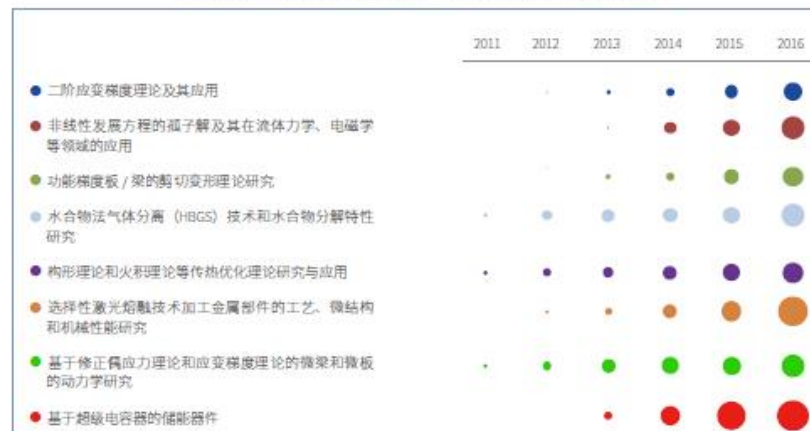 2011 2012 2013 2014 2015 2016
二阶应变梯度理论及其应用
非线性发展方程的孤子解及其在流体力学、电磁学
等领域的应用
功能梯度板 / 梁的剪切变形理论研究
水合物法气体分离（HBGS）技术和水合物分解特性
研究
构形理论和火积理论等传热优化理论研究与应用
选择性激光熔融技术加工金属部件的工艺、微结构
和机械性能研究
基于修正偶应力理论和应变梯度理论的微梁和微板
的动力学研究
基于超级电容器的储能器件